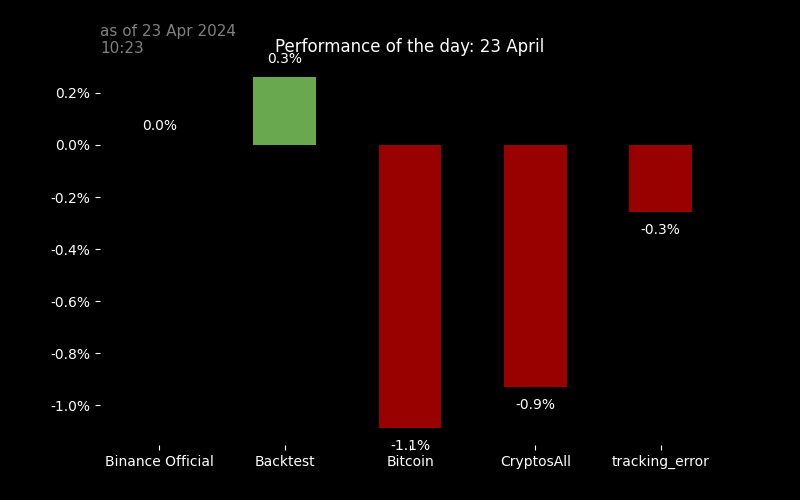 as of 23 Apr 2024
10:23
Performance of the day: 23 April
0.3%
0.2%
0.0%
0.0%
-0.2%
-0.3%
-0.4%
-0.6%
-0.8%
-0.9%
-1.0%
-1.1%
Binance Official
Backtest
Bitcoin
CryptosAll
tracking_error